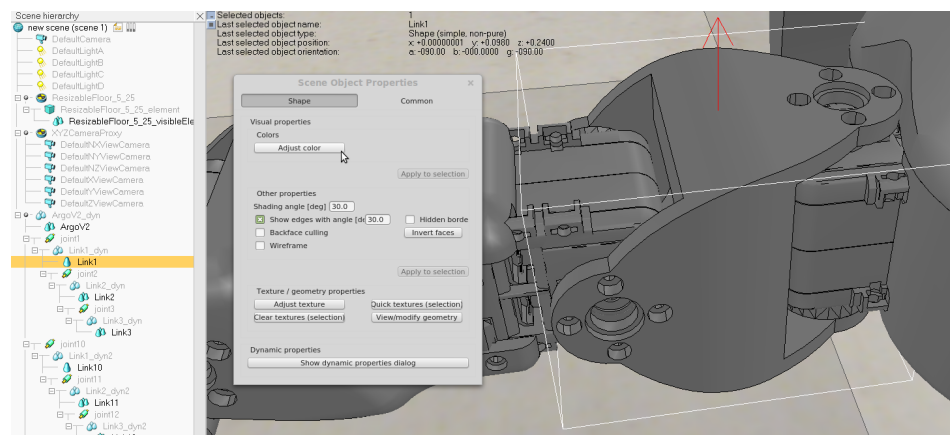 Scene hierarchy
new scene (scene 1)
DefaultCamera
DefaultLightA
DefaultLightB
DefaultLightC
DefaultLightD
ResizableFloor_5_25
ResizableFloor_5_25_element
ResizableFloor_5_25_visibleEle
XYZCameraProxy
DefaultNXViewCamera
DefaultNYViewCamera
DefaultNZViewCamera
DefaultXViewCamera
DefaultYViewCamera
DefaultZViewCamera
ArgoV2_dyn
ArgoV2
joint1
Link1_dyn
Link1
joint2
Link2_dyn
Link2
joint3
Link3_dyn
Link3
joint10
Link1_dyn2
Link10
joint11
Link2_dyn2
Link11
joint12
Link3_dyn2
Selected objects: 1
Last selected object name: Link1
Last selected object type: Shape (simple, non-pure)
Last selected object position: x: +0.00000001 y: +0.0980 z: +0.2400
Last selected object orientation: a: -090.00 b: -000.0000 g: -090.00
Scene Object Properties
Shape Common
Visual properties
Colors
Adjust color
Apply to selection
Other properties
Shading angle [deg] 30.0
Show edges with angle [de 30.0 Hidden borde
Backface culling Invert faces
Wireframe
Apply to selection
Texture / geometry properties
Adjust texture Quick textures (selection)
Clear textures (selection) View/modify geometry
Dynamic properties
Show dynamic properties dialog